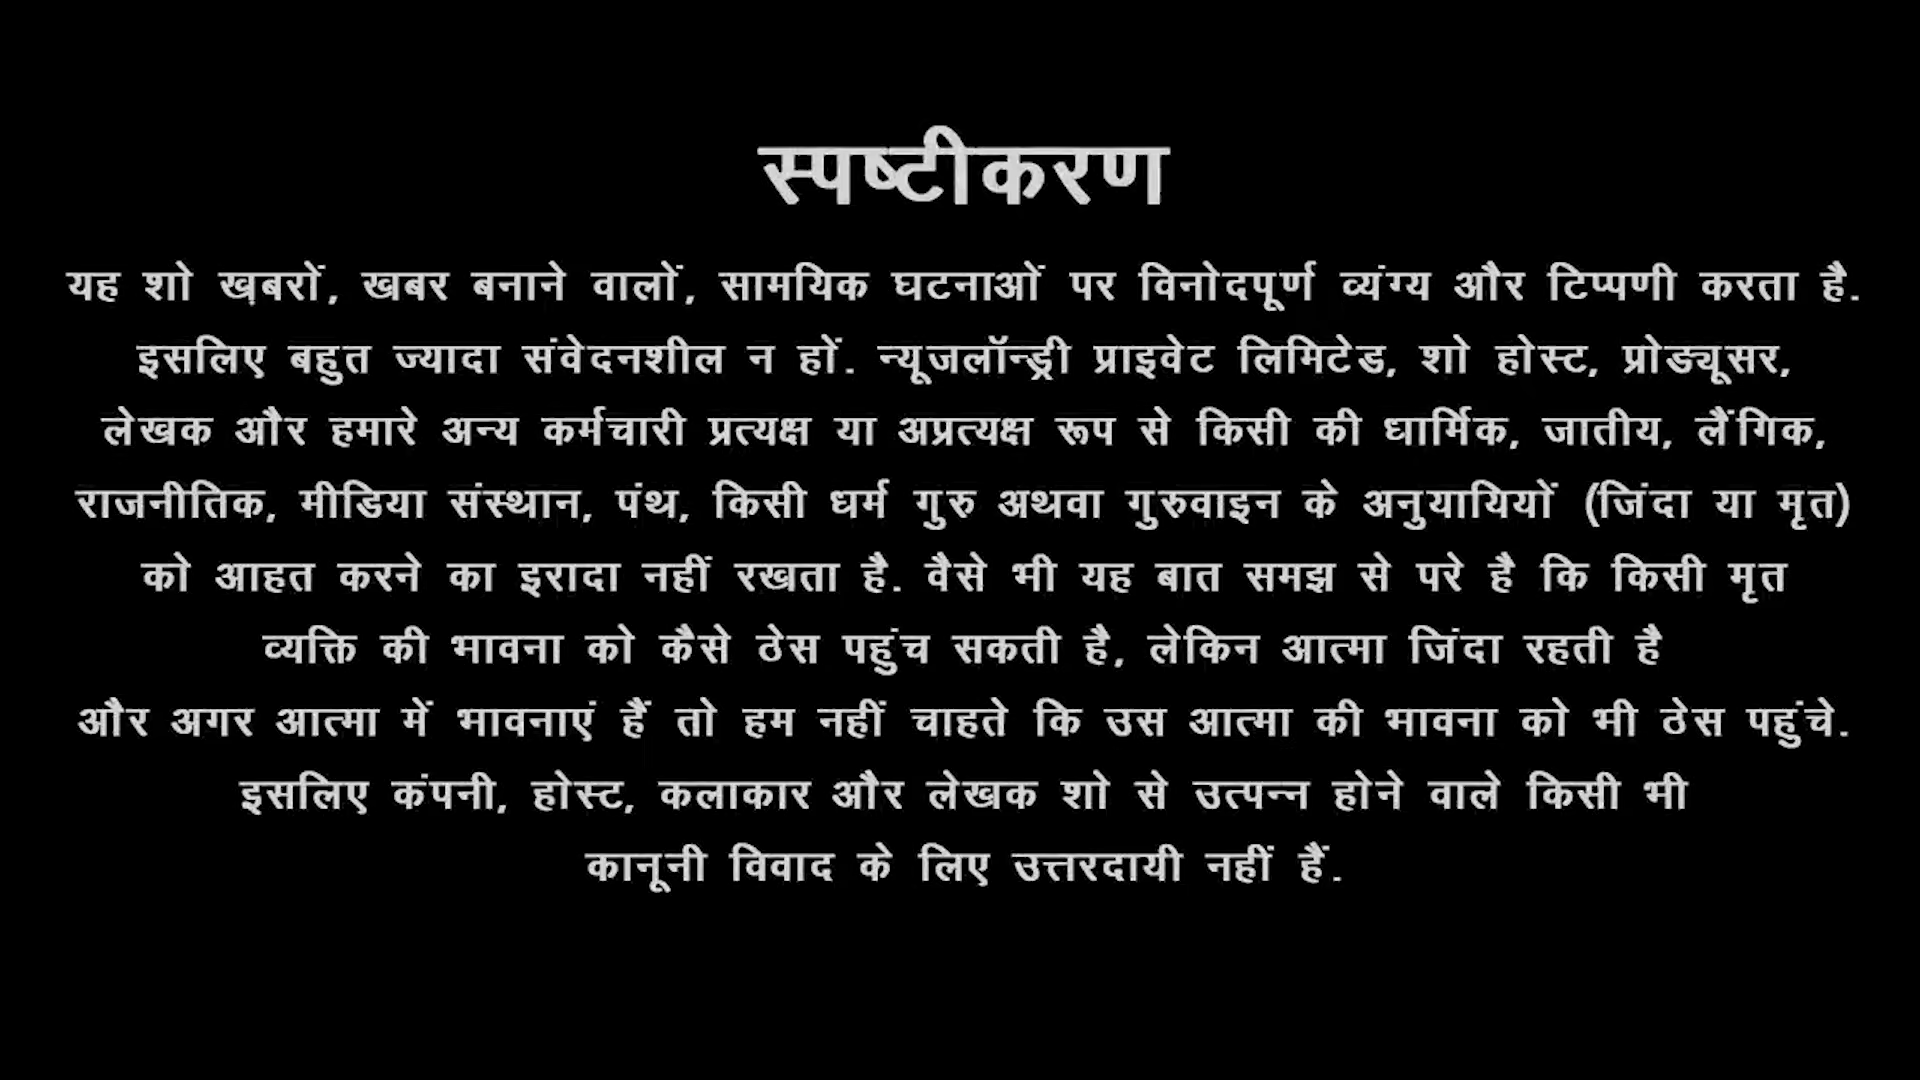 स्पष्टीकरण
यह शो ख़बरों, खबर बनाने वालों, सामयिक घटनाओं पर विनोदपूर्ण व्यंग्य और टिप्पणी करता है.
इसलिए बहुत ज्यादा संवेदनशील न हों. न्यूजलॉन्ड्री प्राइवेट लिमिटेड, शो होस्ट, प्रोड्यूसर,
लेखक और हमारे अन्य कर्मचारी प्रत्यक्ष या अप्रत्यक्ष रूप से किसी की धार्मिक, जातीय, लैंगिक,
राजनीतिक, मीडिया संस्थान, पंथ, किसी धर्म गुरु अथवा गुरुवाइन के अनुयायियों (जिंदा या मृत)
को आहत करने का इरादा नहीं रखता है. वैसे भी यह बात समझ से परे है कि किसी मृत
व्यक्ति की भावना को कैसे ठेस पहुंच सकती है, लेकिन आत्मा जिंदा रहती है
और अगर आत्मा में भावनाएं हैं तो हम नहीं चाहते कि उस आत्मा की भावना को भी ठेस पहुंचे.
इसलिए कंपनी, होस्ट, कलाकार और लेखक शो से उत्पन्न होने वाले किसी भी
कानूनी विवाद के लिए उत्तरदायी नहीं हैं.